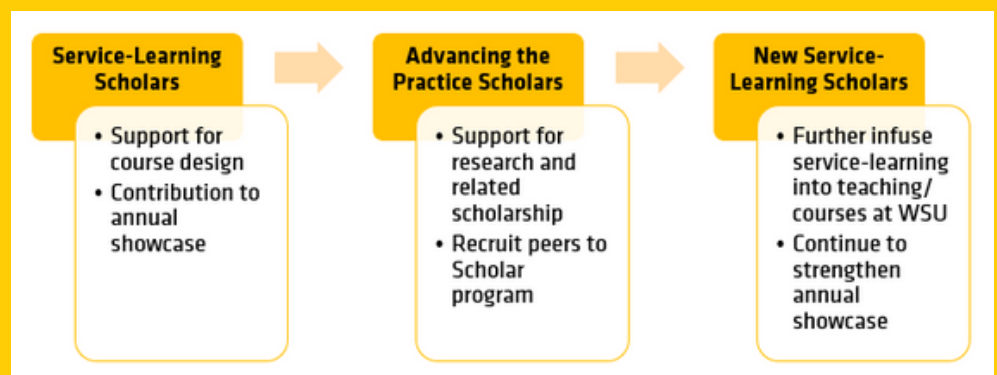 Service-Learning
Scholars
• Support for
course design
• Contribution to
annual
showcase
Advancing the
Practice Scholars
• Support for
research and
related
scholarship
• Recruit peers to
Scholar
program
New Service-
Learning Scholars
• Further infuse
service-learning
into teaching/
courses at WSU
• Continue to
strengthen
annual
showcase